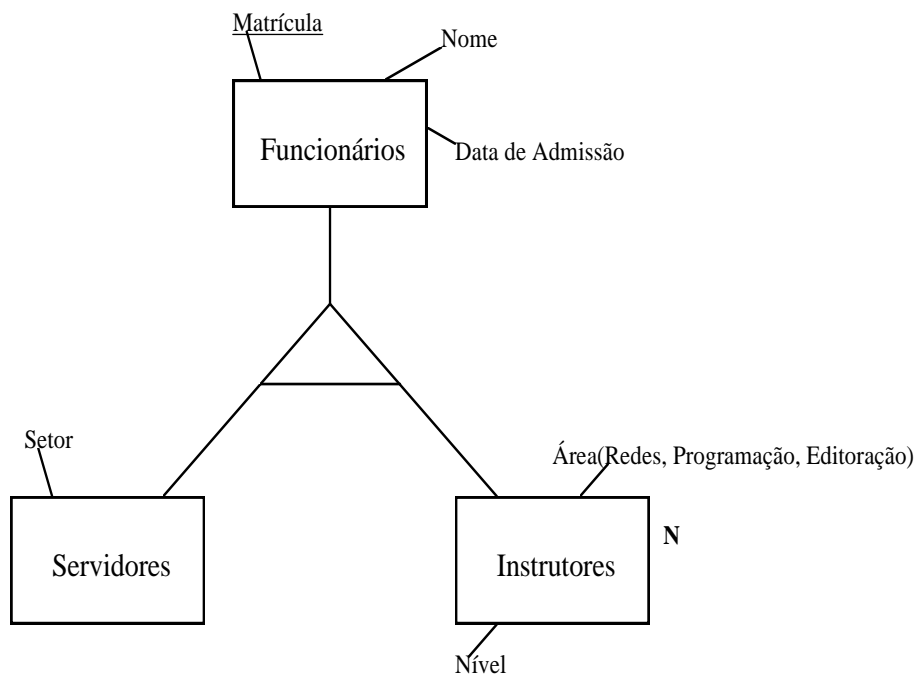 Matrícula
Nome
Funcionários
Data de Admissão
Setor
Área(Redes, Programação, Editoração)
N
Servidores
Instrutores
Nível